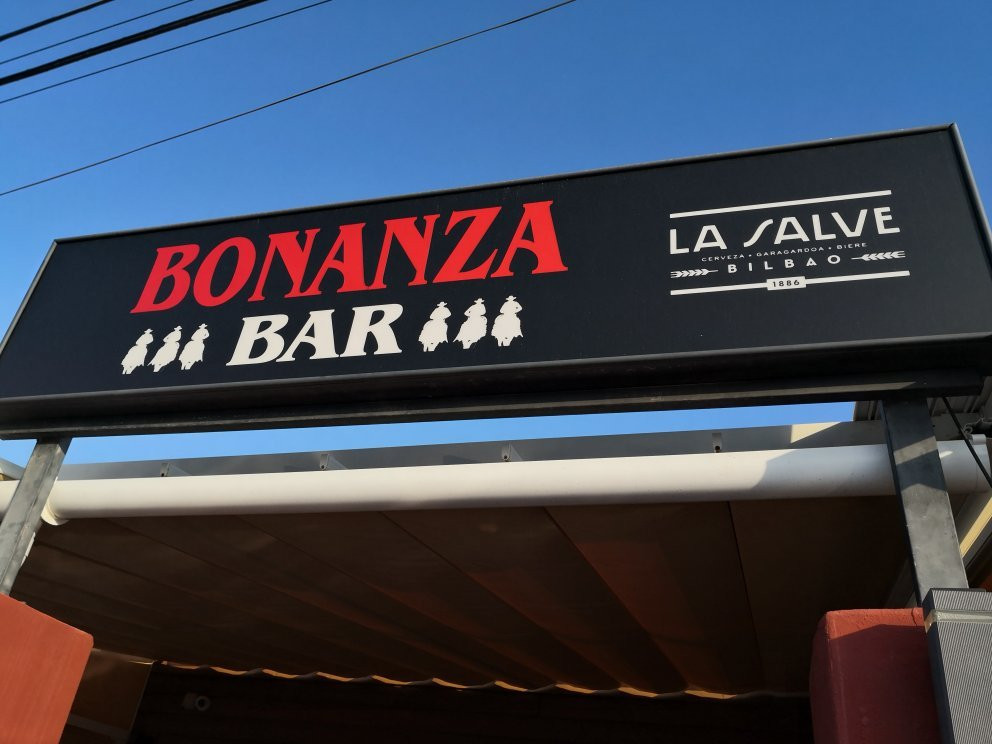 BONANZA
BAR
LA SALVE
CERVEZA • GARAGARDOA • BIERE
BILBAO
1886